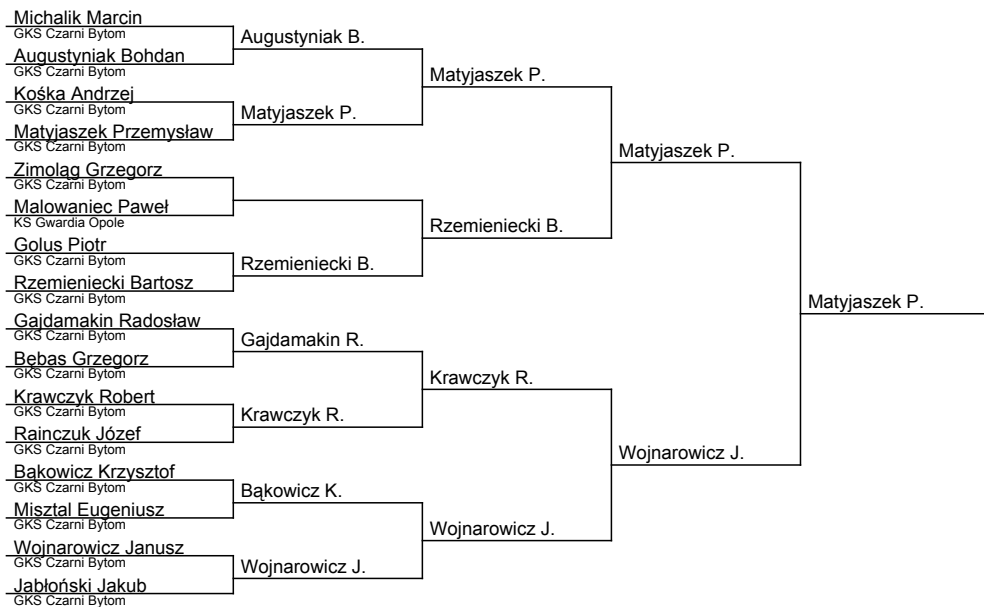 Michalik Marcin
GKS Czarni Bytom
Augustyniak Bohdan
GKS Czarni Bytom
Kośka Andrzej
GKS Czarni Bytom
Matyjaszek Przemysław
GKS Czarni Bytom
Zimoląg Grzegorz
GKS Czarni Bytom
Malowaniec Paweł
KS Gwardia Opole
Golus Piotr
GKS Czarni Bytom
Rzemieniecki Bartosz
GKS Czarni Bytom
Gajdamakin Radosław
GKS Czarni Bytom
Bębas Grzegorz
GKS Czarni Bytom
Krawczyk Robert
GKS Czarni Bytom
Rainczuk Józef
GKS Czarni Bytom
Bąkowicz Krzysztof
GKS Czarni Bytom
Misztal Eugeniusz
GKS Czarni Bytom
Wojnarowicz Janusz
GKS Czarni Bytom
Jabłoński Jakub
GKS Czarni Bytom
Augustyniak B.
Matyjaszek P.
Rzemieniecki B.
Gajdamakin R.
Krawczyk R.
Bąkowicz K.
Wojnarowicz J.
Matyjaszek P.
Rzemieniecki B.
Krawczyk R.
Wojnarowicz J.
Matyjaszek P.
Wojnarowicz J.
Matyjaszek P.